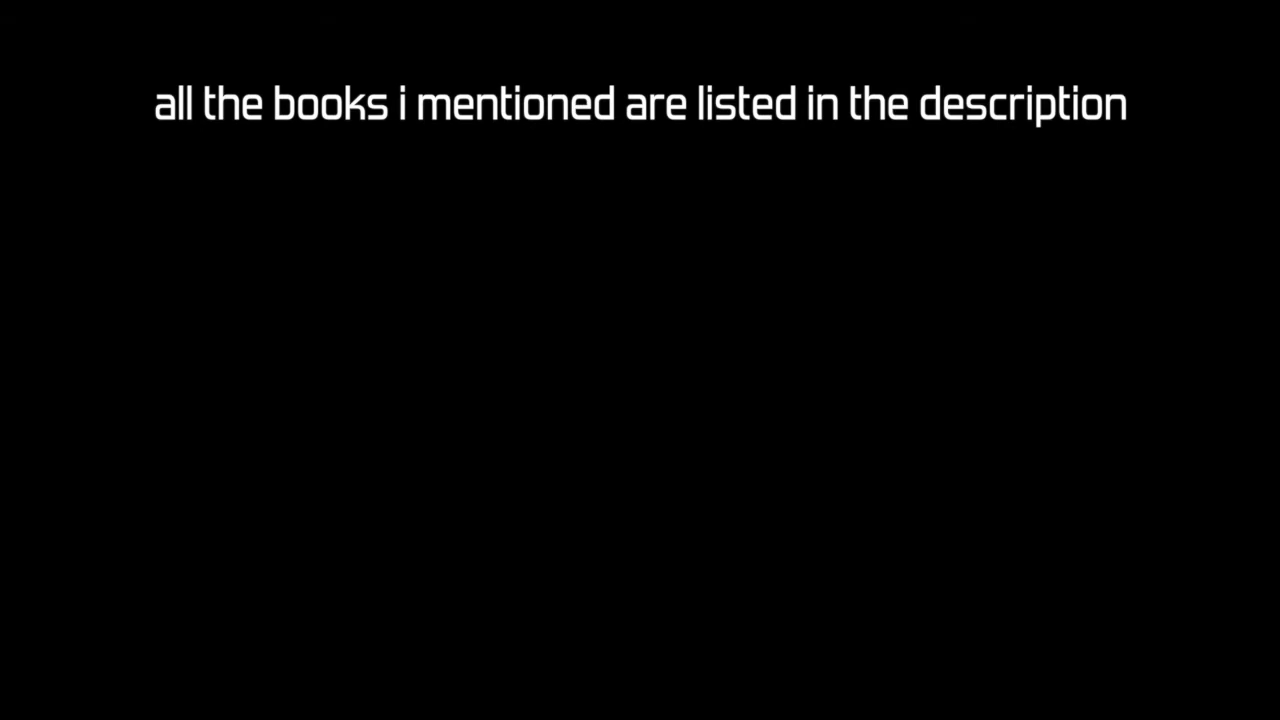 all the books i mentioned are listed in the description